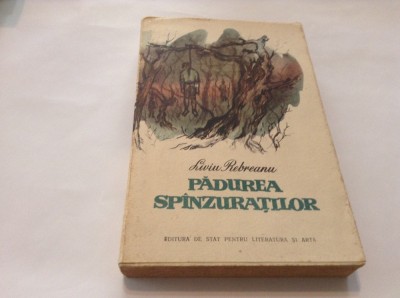 Liviu Rebreanu
PĂDUREA
SPÎNZURAȚILOR
EDITURA DE STAT PENTRU LITERATURĂ ȘI ARTĂ